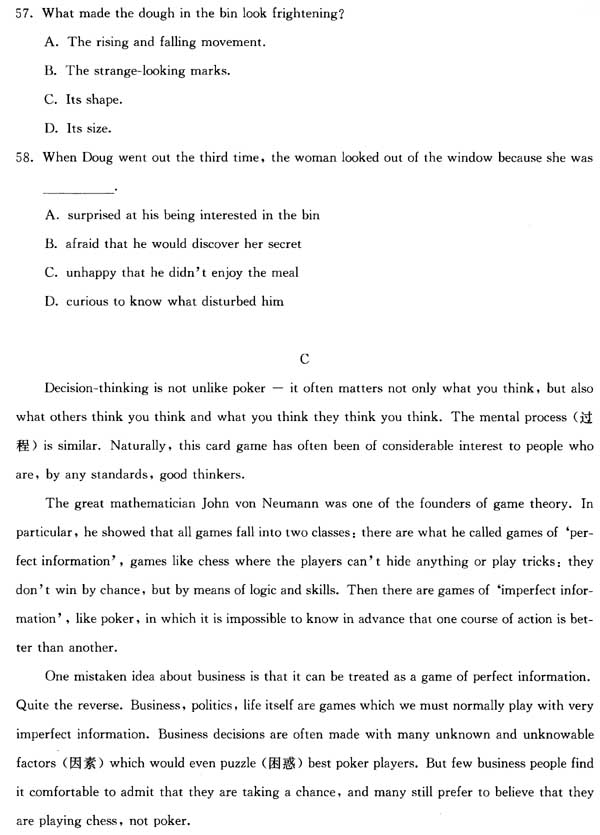 57. What made the dough in the bin look frightening?
A. The rising and falling movement.
B. The strange-looking marks.
C. Its shape.
D. Its size.
58. When Doug went out the third time, the woman looked out of the window because she was
________.
A. surprised at his being interested in the bin
B. afraid that he would discover her secret
C. unhappy that he didn't enjoy the meal
D. curious to know what disturbed him
C
Decision-thinking is not unlike poker — it often matters not only what you think, but also
what others think you think and what you think they think you think. The mental process (过
程) is similar. Naturally, this card game has often been of considerable interest to people who
are, by any standards, good thinkers.
The great mathematician John von Neumann was one of the founders of game theory. In
particular, he showed that all games fall into two classes: there are what he called games of 'per-
fect information', games like chess where the players can't hide anything or play tricks: they
don't win by chance, but by means of logic and skills. Then there are games of 'imperfect infor-
mation', like poker, in which it is impossible to know in advance that one course of action is bet-
ter than another.
One mistaken idea about business is that it can be treated as a game of perfect information.
Quite the reverse. Business, politics, life itself are games which we must normally play with very
imperfect information. Business decisions are often made with many unknown and unknowable
factors (因素) which would even puzzle (困惑) best poker players. But few business people find
it comfortable to admit that they are taking a chance, and many still prefer to believe that they
are playing chess, not poker.